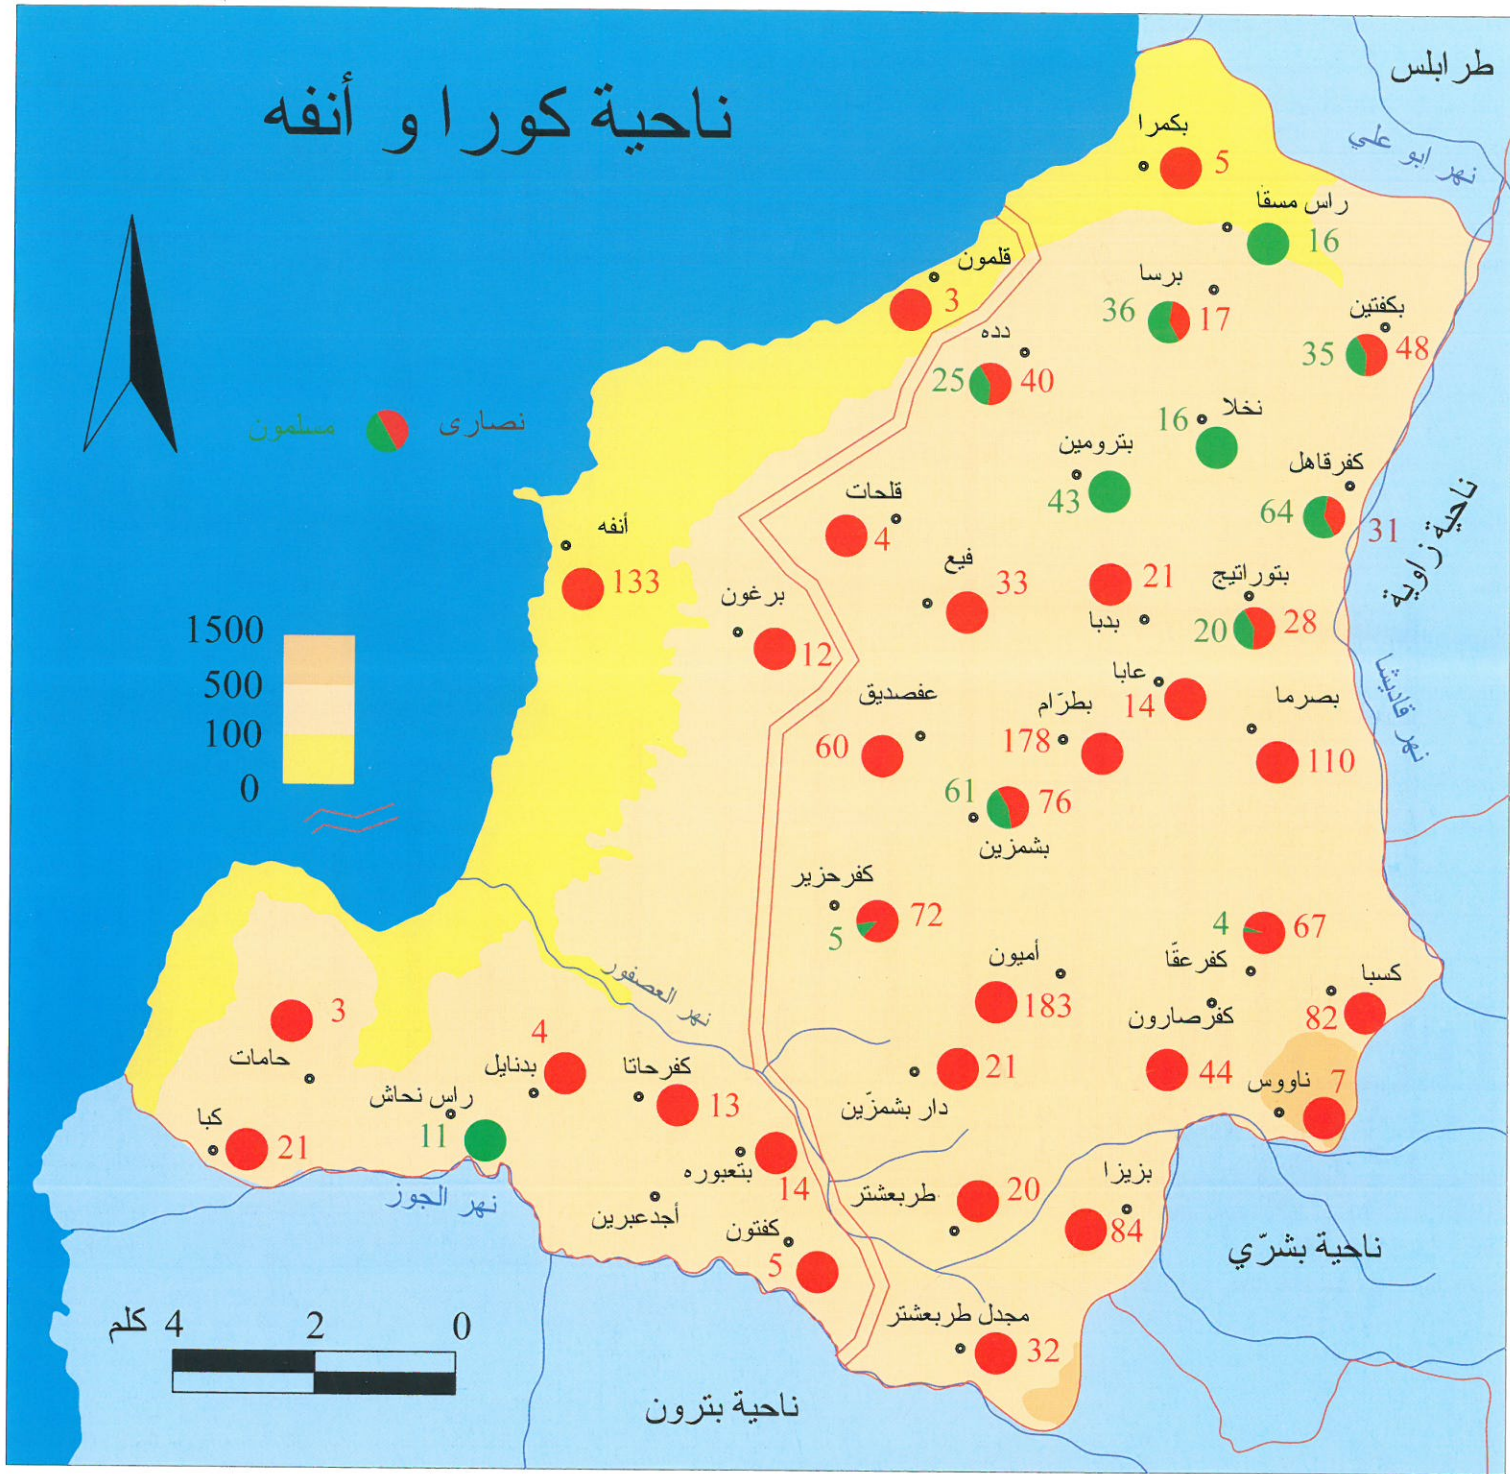 ناحية كورا و أنفه
طرابلس
نهر ابو علي
بكمرا
5
راس مسقا
16
قلمون
3
برسا
36
17
بكفتين
35
48
دده
25
40
نخلا
16
نصارى
مسلمون
بترومين
43
كفرقاهل
64
31
قلحات
4
ناحية زاوية
أنفه
133
فيع
33
21
بدبا
بتوراتيج
20
28
برغون
12
1500
500
100
0
عابا
14
نهر قاديشا
عفصديق
60
بطرّام
178
بصرما
110
61
76
بشمزين
كفرحزير
72
5
4
67
كفرعقّا
أميون
183
كسبا
82
نهر العصفور
كفرصارون
44
3
حامات
4
بدنايل
كفرحاتا
13
21
دار بشمزّين
ناووس
7
راس نحاش
11
كبا
21
بتعبوره
14
نهر الجوز
أجدعبرين
طربعشتر
20
بزيزا
84
كفتون
5
ناحية بشرّي
مجدل طربعشتر
32
كلم 4 2 0
ناحية بترون